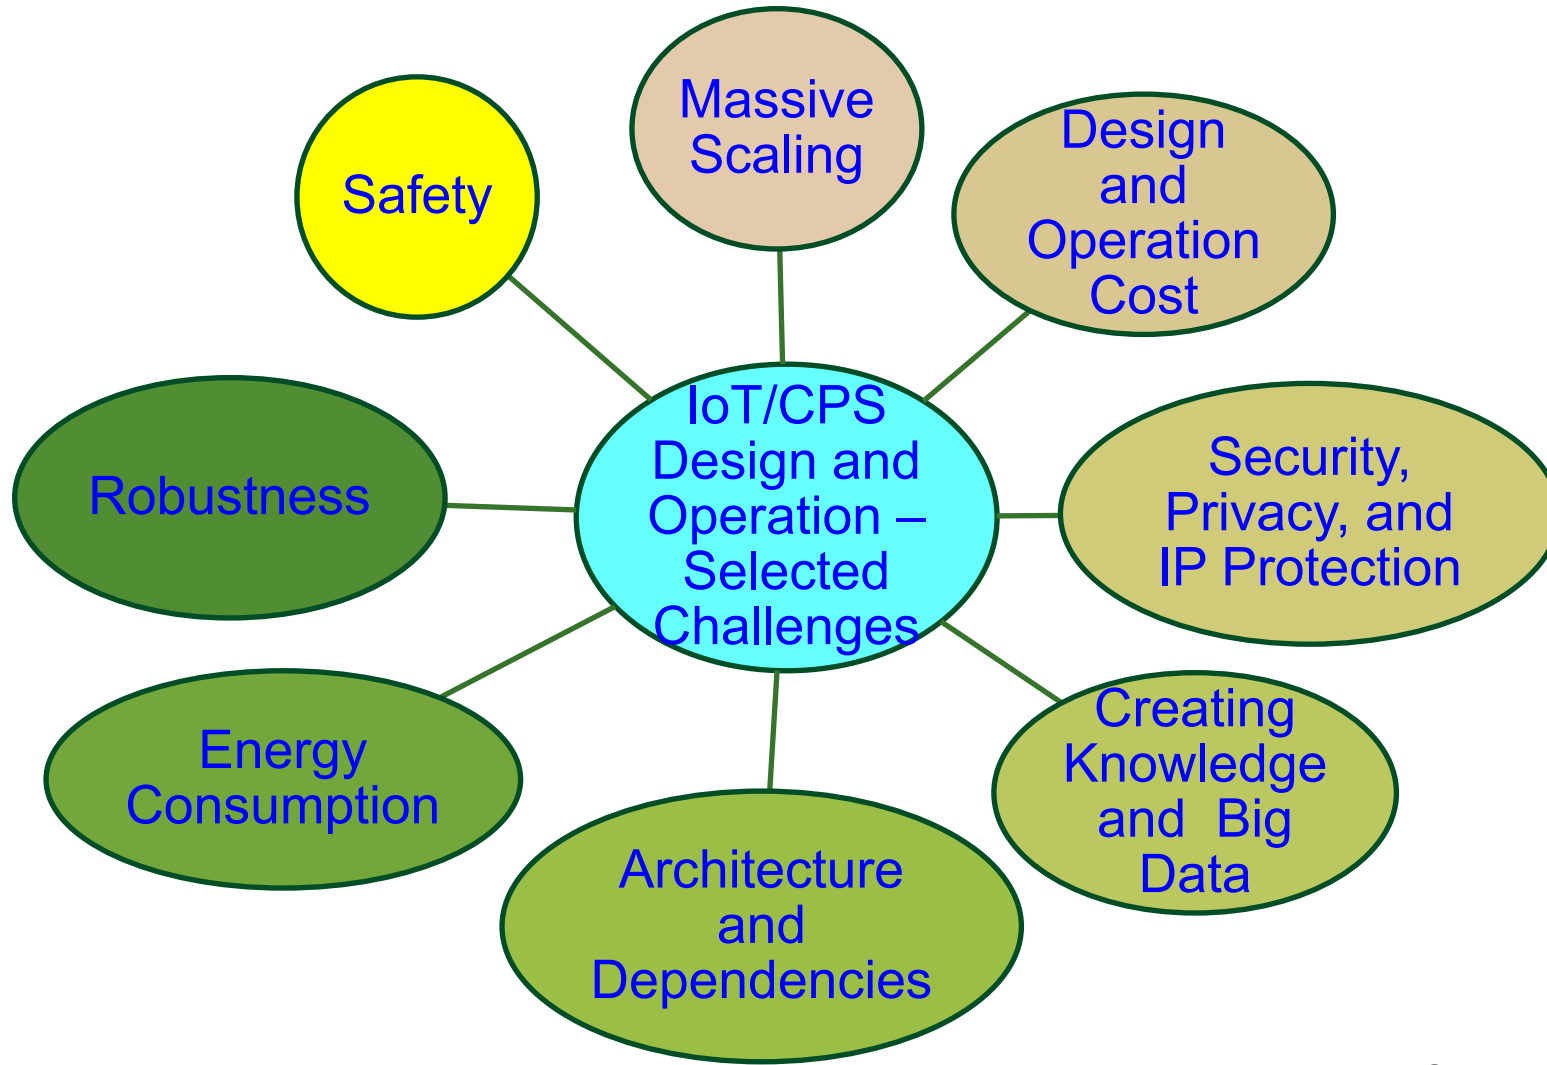 Massive
Scaling
Design
and
Operation
Cost
Safety
IoT/CPS
Design and
Operation –
Selected
Challenges
Security,
Privacy, and
IP Protection
Robustness
Creating
Knowledge
and  Big
Data
Energy
Consumption
Architecture
and
Dependencies